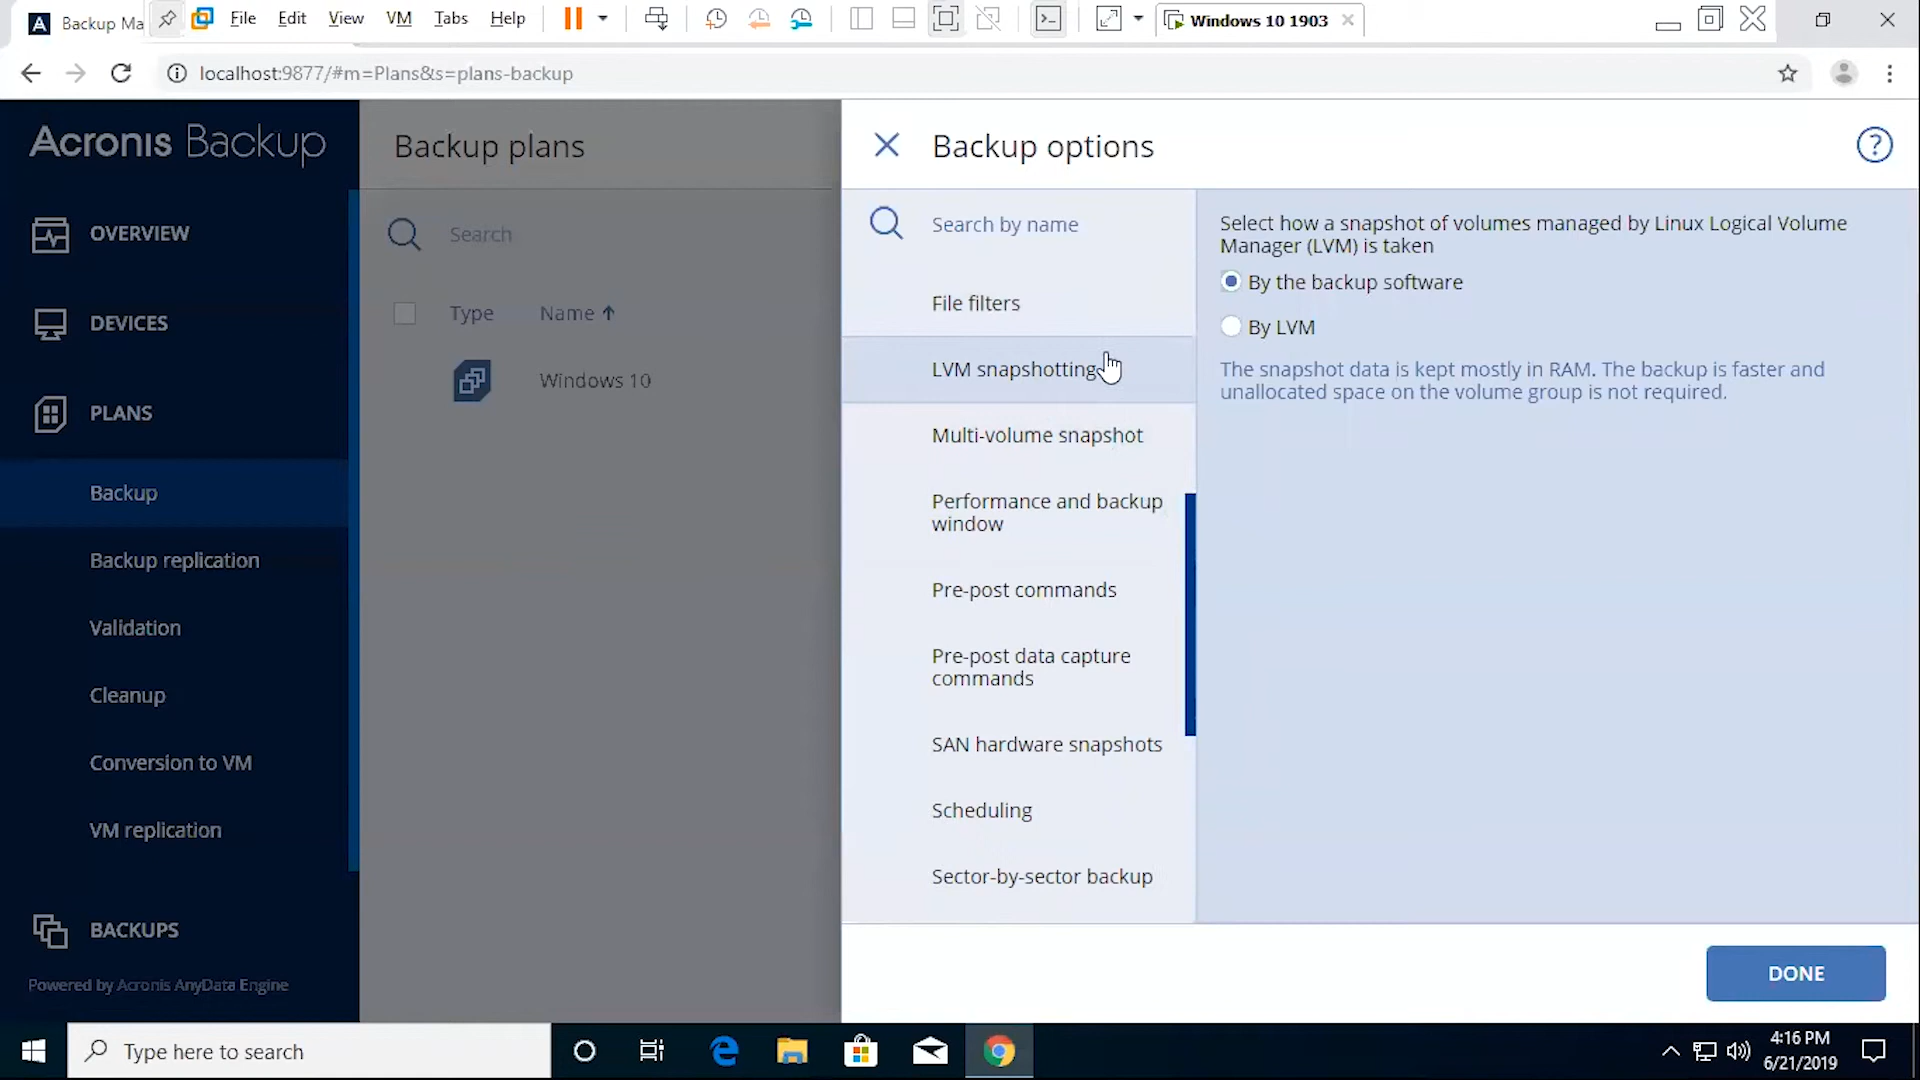 Backup Ma
File Edit View VM Tabs Help
Windows 10 1903
localhost:9877/#m=Plans&s=plans-backup
Acronis Backup
OVERVIEW
DEVICES
PLANS
Backup
Backup replication
Validation
Cleanup
Conversion to VM
VM replication
BACKUPS
Powered by Acronis AnyData Engine
Backup plans
Search
Type Name
Windows 10
Backup options
Search by name
File filters
LVM snapshotting
Multi-volume snapshot
Performance and backup
window
Pre-post commands
Pre-post data capture
commands
SAN hardware snapshots
Scheduling
Sector-by-sector backup
Select how a snapshot of volumes managed by Linux Logical Volume
Manager (LVM) is taken
By the backup software
By LVM
The snapshot data is kept mostly in RAM. The backup is faster and
unallocated space on the volume group is not required.
DONE
Type here to search
4:16 PM
6/21/2019